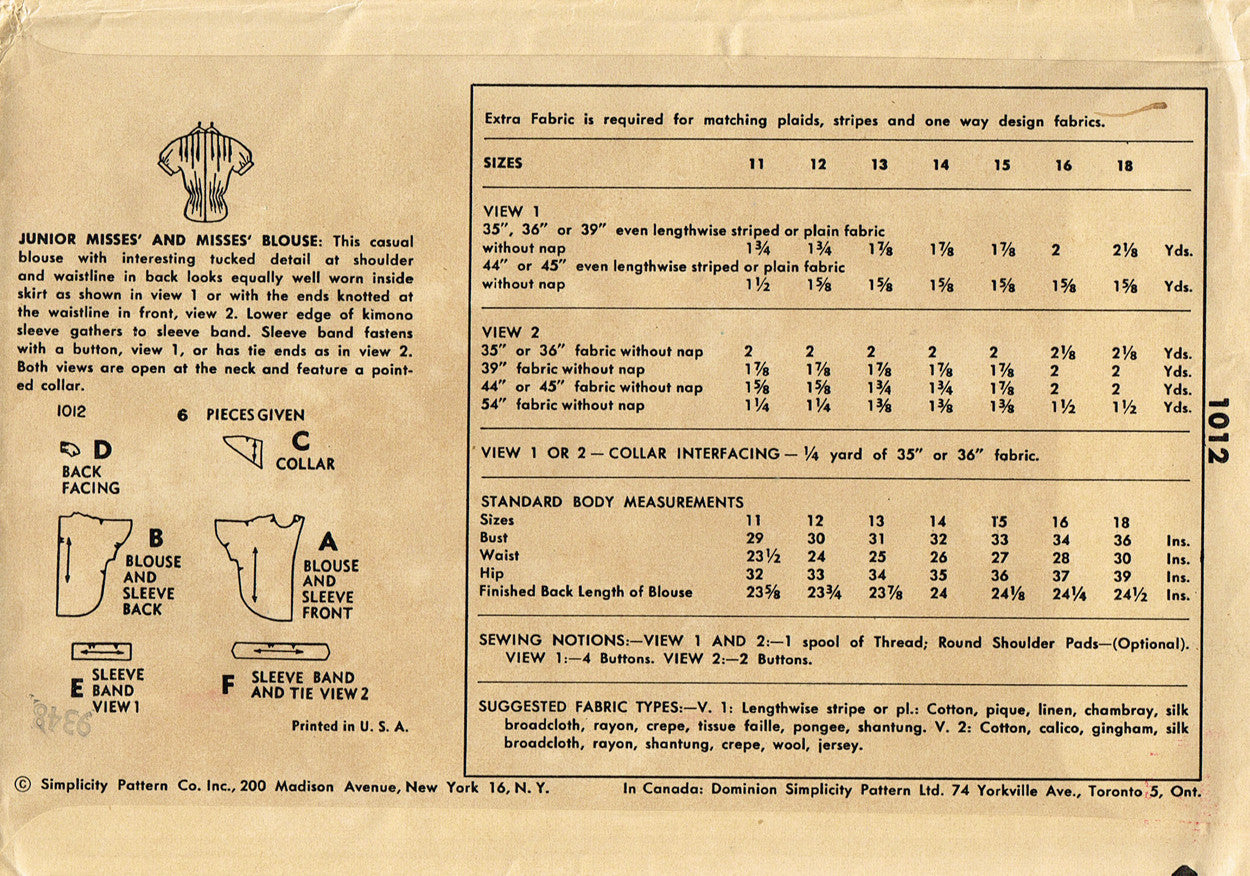 JUNIOR MISSES' AND MISSES' BLOUSE: This casual
blouse with interesting tucked detail at shoulder
and waistline in back looks equally well worn inside
skirt as shown in view 1 or with the ends knotted at
the waistline in front, view 2. Lower edge of kimono
sleeve gathers to sleeve band. Sleeve band fastens
with a button, view 1, or has tie ends as in view 2.
Both views are open at the neck and feature a point-
ed collar.
1012 6 PIECES GIVEN
D
BACK
FACING
C
COLLAR
B
BLOUSE
AND
SLEEVE
BACK
A
BLOUSE
AND
SLEEVE
FRONT
E SLEEVE
BAND
VIEW 1
F SLEEVE BAND
AND TIE VIEW 2
9348
Printed in U. S. A.
Extra Fabric is required for matching plaids, stripes and one way design fabrics.
SIZES 11 12 13 14 15 16 18
VIEW 1
35", 36" or 39" even lengthwise striped or plain fabric
without nap 1¾ 1¾ 1⅞ 1⅞ 1⅞ 2 2⅛ Yds.
44" or 45" even lengthwise striped or plain fabric
without nap 1½ 1⅝ 1⅝ 1⅝ 1⅝ 1⅝ 1⅝ Yds.
VIEW 2
35" or 36" fabric without nap 2 2 2 2 2 2⅛ 2⅛ Yds.
39" fabric without nap 1⅞ 1⅞ 1⅞ 1⅞ 1⅞ 2 2 Yds.
44" or 45" fabric without nap 1⅝ 1⅝ 1¾ 1¾ 1⅞ 2 2 Yds.
54" fabric without nap 1¼ 1¼ 1⅜ 1⅜ 1⅜ 1½ 1½ Yds.
VIEW 1 OR 2 — COLLAR INTERFACING — ¼ yard of 35" or 36" fabric.
STANDARD BODY MEASUREMENTS
Sizes 11 12 13 14 15 16 18
Bust 29 30 31 32 33 34 36 Ins.
Waist 23½ 24 25 26 27 28 30 Ins.
Hip 32 33 34 35 36 37 39 Ins.
Finished Back Length of Blouse 23⅝ 23¾ 23⅞ 24 24⅛ 24¼ 24½ Ins.
SEWING NOTIONS:—VIEW 1 AND 2:—1 spool of Thread; Round Shoulder Pads—(Optional).
VIEW 1:—4 Buttons. VIEW 2:—2 Buttons.
SUGGESTED FABRIC TYPES:—V. 1: Lengthwise stripe or pl.: Cotton, pique, linen, chambray, silk
broadcloth, rayon, crepe, tissue faille, pongee, shantung. V. 2: Cotton, calico, gingham, silk
broadcloth, rayon, shantung, crepe, wool, jersey.
1012
© Simplicity Pattern Co. Inc., 200 Madison Avenue, New York 16, N. Y. In Canada: Dominion Simplicity Pattern Ltd. 74 Yorkville Ave., Toronto 5, Ont.